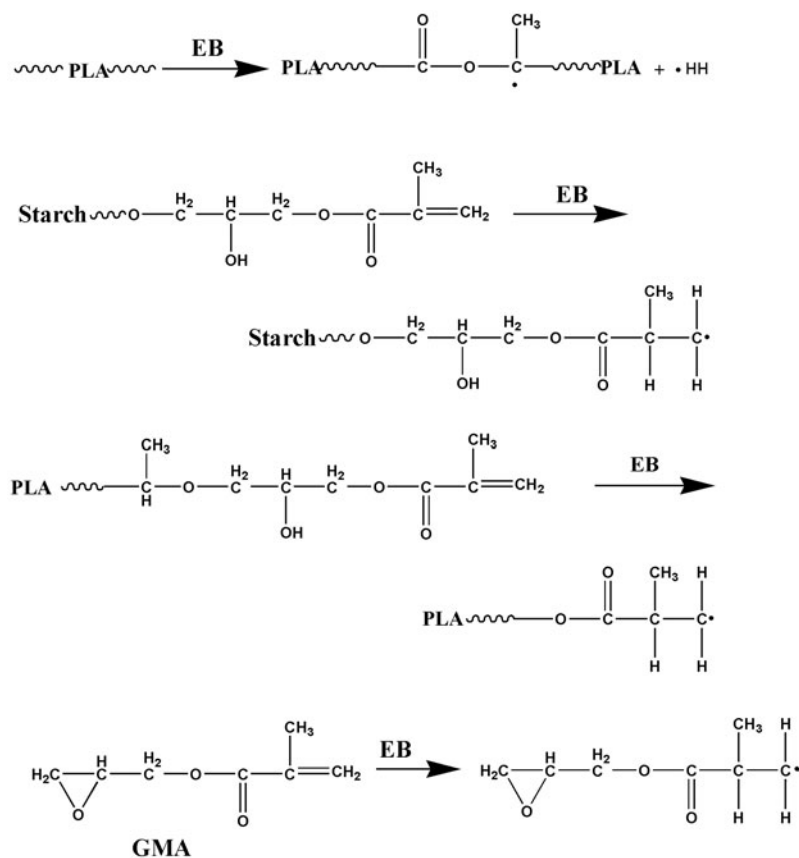 O CH3
EB
PLA PLA C O C PLA + •HH
CH3
H2 H H2 EB
Starch O C C C O C C CH2
OH O
CH3 H
H2 H H2
Starch O C C C O C C C•
OH O H H
CH3 CH3
H2 H H2 EB
PLA C O C C C O C C CH2
H OH O
O CH3 H
PLA O C C C•
H H
CH3 CH3 H
H2 EB H2
H2C C H O C C CH2 H2C C H O C C C•
O O O O H H
GMA